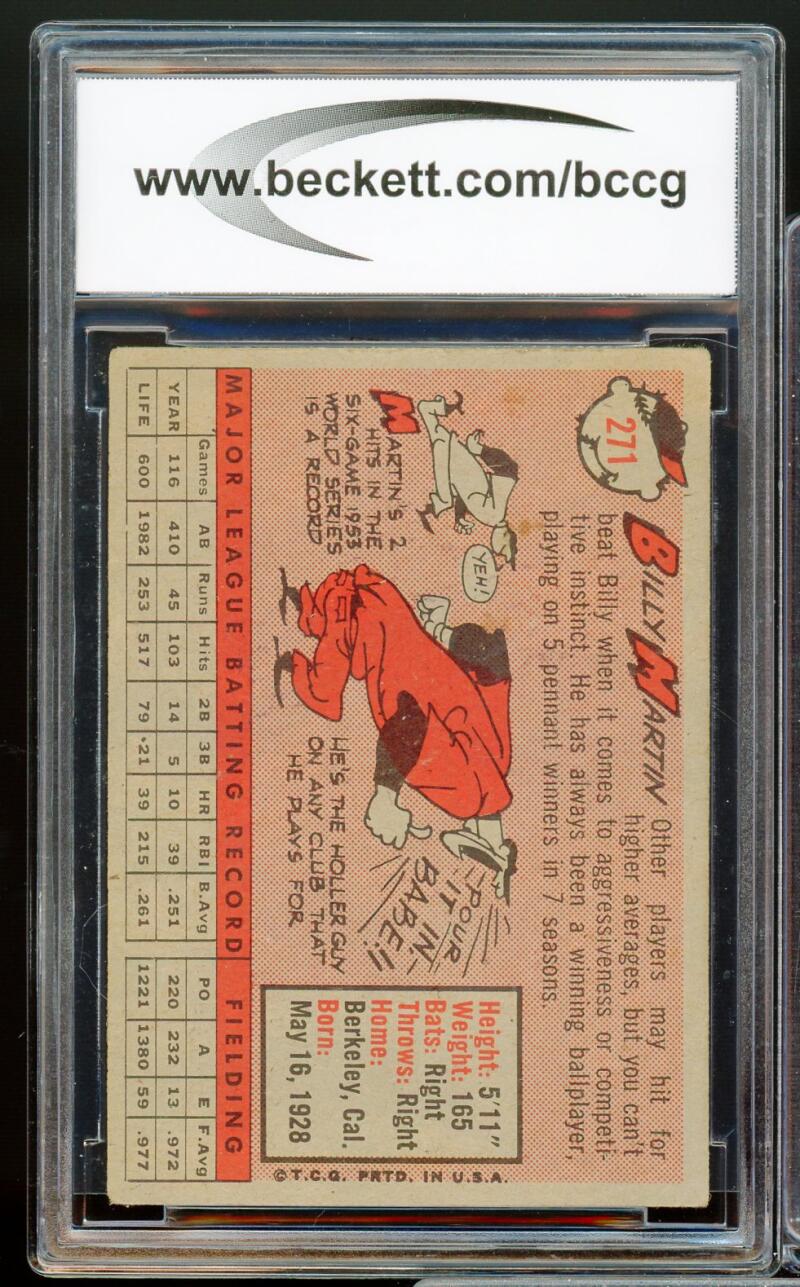 www.beckett.com/bccg
271
BILLY MARTIN Other players may hit for
higher averages, but you can't
beat Billy when it comes to aggressiveness or competi-
tive instinct. He has always been a winning ballplayer,
playing on 5 pennant winners in 7 seasons.
YEH!
MARTIN'S 2
HITS IN THE
SIX-GAME 1953
WORLD SERIES
IS A RECORD
POUR
IT IN
BABE!!
HE'S THE HOLLER GUY
ON ANY CLUB THAT
HE PLAYS FOR
Height: 5'11"
Weight: 165
Bats: Right
Throws: Right
Home:
Berkeley, Cal.
Born:
May 16, 1928
© T.C.G. PRTD. IN U.S.A.
MAJOR LEAGUE BATTING RECORD FIELDING
Games AB Runs Hits 2B 3B HR RBI B.Avg PO A E F.Avg
YEAR 116 410 45 103 14 5 10 39 .251 220 232 13 .972
LIFE 600 1982 253 517 79 21 39 215 .261 1221 1380 59 .977